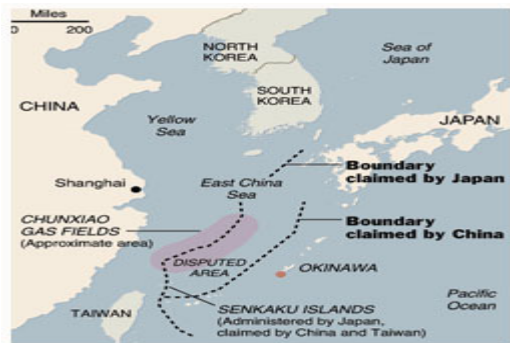 Miles
0 200
NORTH
KOREA
Sea of
Japan
SOUTH
KOREA
CHINA
JAPAN
Yellow
Sea
Boundary
claimed by Japan
Shanghai
East China
Sea
CHUNXIAO
GAS FIELDS
(Approximate area)
Boundary
claimed by China
DISPUTED
AREA
OKINAWA
Pacific
Ocean
TAIWAN
SENKAKU ISLANDS
(Administered by Japan,
claimed by China and Taiwan)